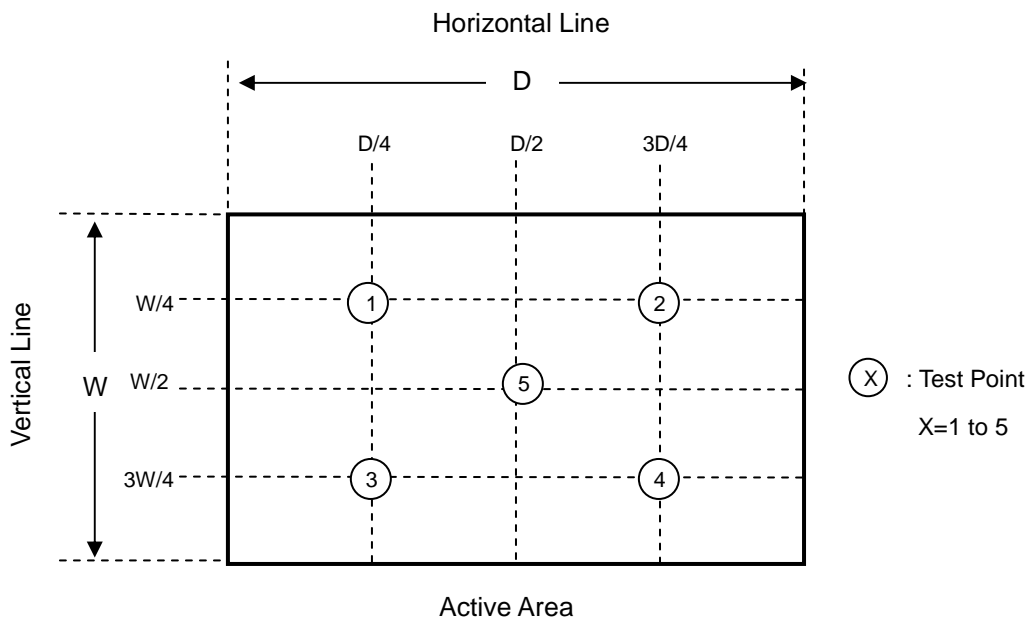 Horizontal Line
D
D/4 D/2 3D/4
W/4 1 2
Vertical Line
W W/2 5 X : Test Point
X=1 to 5
3W/4 3 4
Active Area